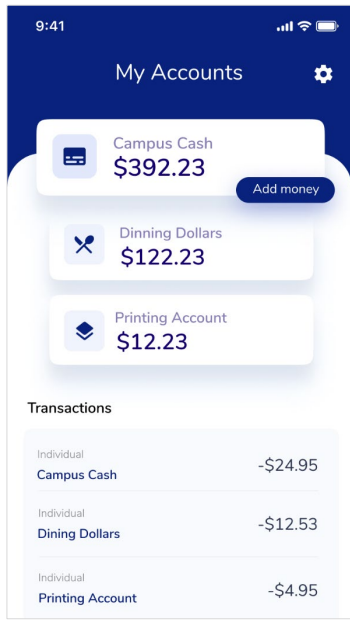 9:41
My Accounts
Campus Cash
$392.23
Add money
Dinning Dollars
$122.23
Printing Account
$12.23
Transactions
Individual
Campus Cash
-$24.95
Individual
Dining Dollars
-$12.53
Individual
Printing Account
-$4.95